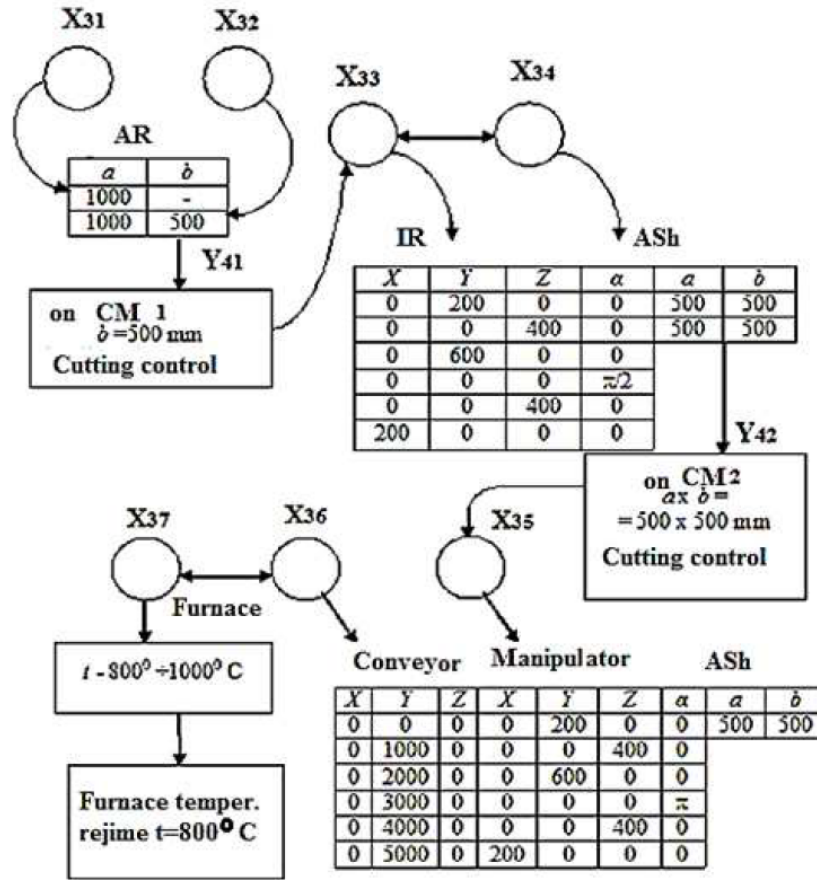 X31 X32
X33 X34
AR
a b
1000 -
1000 500
Y41
on CM 1
b =500 mm
Cutting control
IR ASh
X Y Z α a b
0 200 0 0 500 500
0 0 400 0 500 500
0 600 0 0
0 0 0 π/2
0 0 400 0
200 0 0 0
Y42
on CM2
a x b =
= 500 x 500 mm
Cutting control
X37 X36 X35
Furnace
t - 800⁰ ÷1000⁰ C
Furnace temper.
rejime t=800⁰ C
Conveyor Manipulator ASh
X Y Z X Y Z α a b
0 0 0 0 200 0 0 500 500
0 1000 0 0 0 400 0
0 2000 0 0 600 0 0
0 3000 0 0 0 0 π
0 4000 0 0 0 400 0
0 5000 0 200 0 0 0